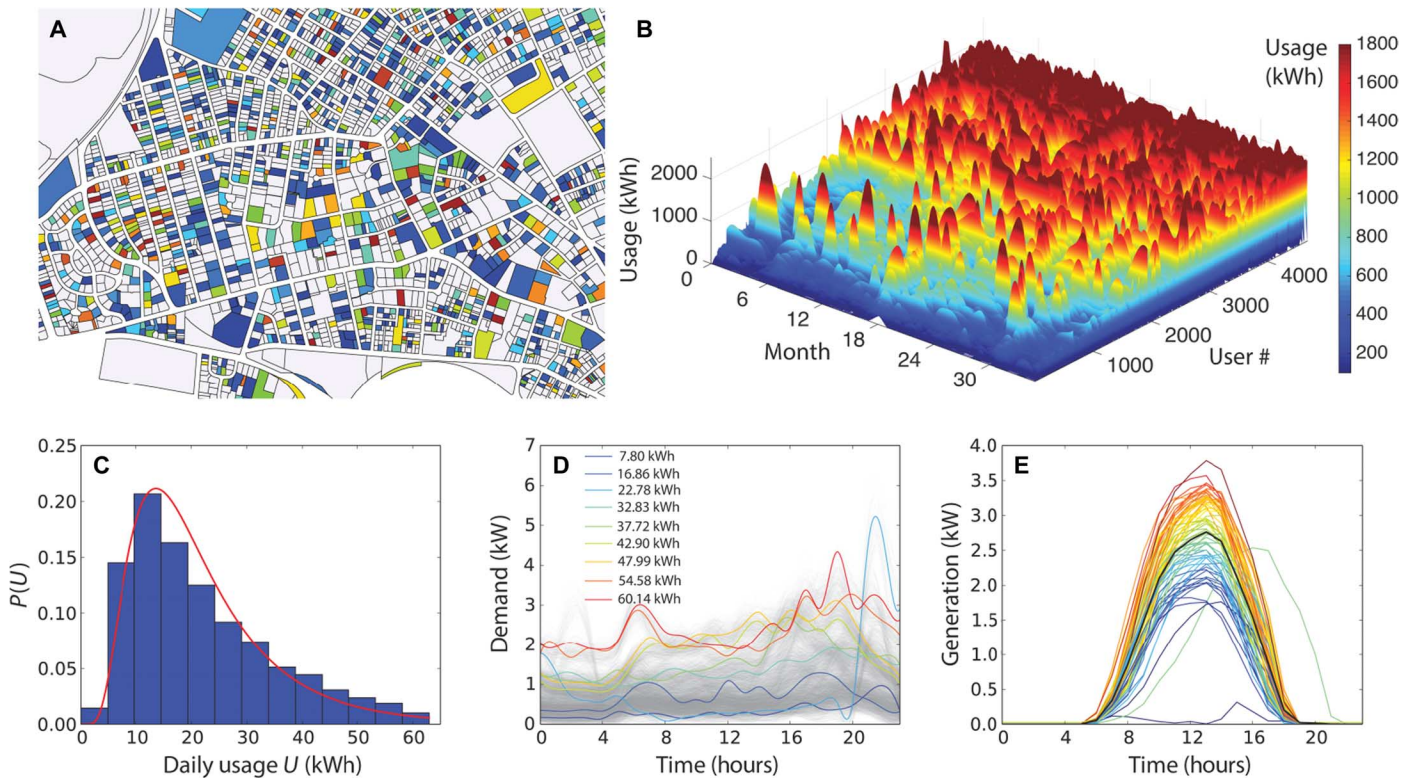 A
B
Usage
(kWh)
1800
1600
1400
1200
1000
800
600
400
200
Usage (kWh)
2000
1000
0
0
6
12
18
24
30
Month
1000
2000
3000
4000
User #
C
P(U)
0.25
0.20
0.15
0.10
0.05
0.00
0 10 20 30 40 50 60
Daily usage U (kWh)
D
Demand (kW)
7
6
5
4
3
2
1
0
7.80 kWh
16.86 kWh
22.78 kWh
32.83 kWh
37.72 kWh
42.90 kWh
47.99 kWh
54.58 kWh
60.14 kWh
0 4 8 12 16 20
Time (hours)
E
Generation (kW)
4.0
3.5
3.0
2.5
2.0
1.5
1.0
0.5
0.0
0 4 8 12 16 20
Time (hours)